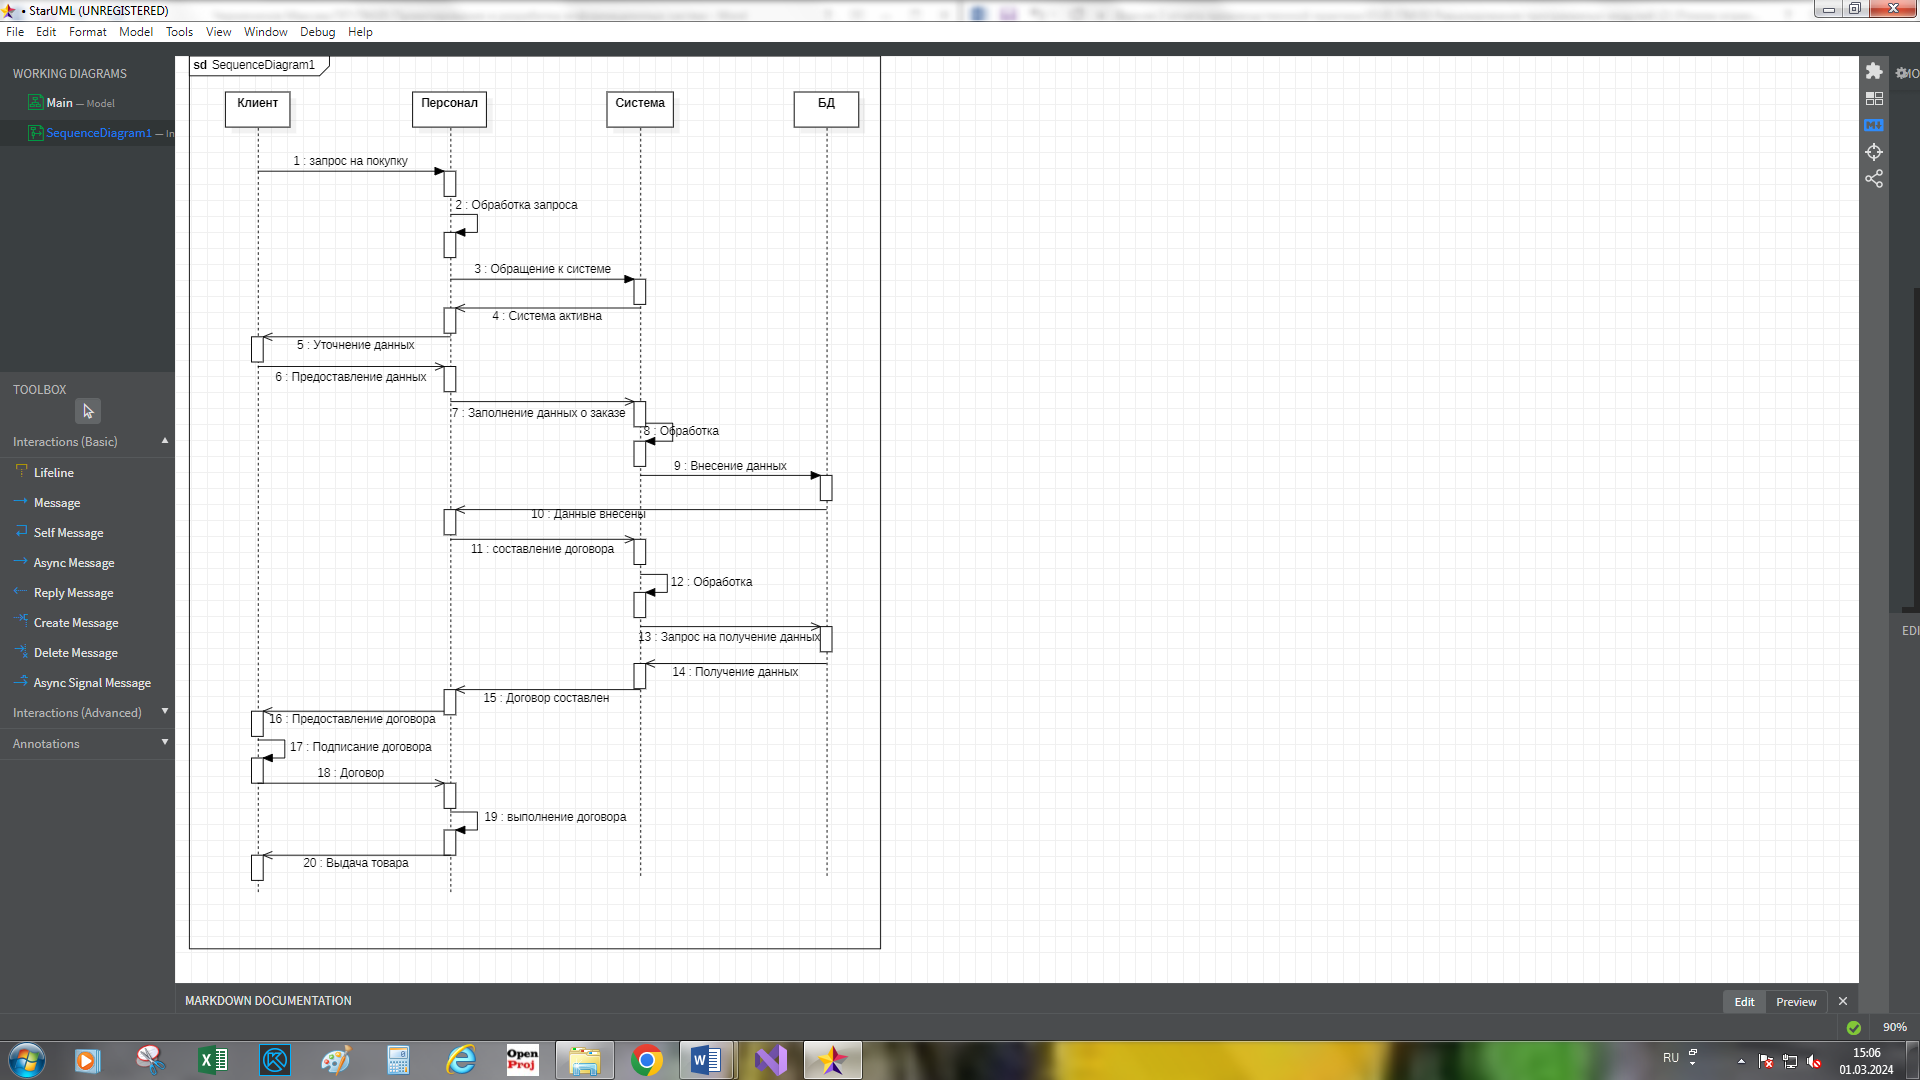 StarUML (UNREGISTERED)
File Edit Format Model Tools View Window Debug Help
WORKING DIAGRAMS
Main — Model
SequenceDiagram1 — In
TOOLBOX
Interactions (Basic)
Lifeline
Message
Self Message
Async Message
Reply Message
Create Message
Delete Message
Async Signal Message
Interactions (Advanced)
Annotations
sd SequenceDiagram1
Клиент Персонал Система БД
1 : запрос на покупку
2 : Обработка запроса
3 : Обращение к системе
4 : Система активна
5 : Уточнение данных
6 : Предоставление данных
7 : Заполнение данных о заказе
8 : Обработка
9 : Внесение данных
10 : Данные внесены
11 : составление договора
12 : Обработка
13 : Запрос на получение данных
14 : Получение данных
15 : Договор составлен
16 : Предоставление договора
17 : Подписание договора
18 : Договор
19 : выполнение договора
20 : Выдача товара
MO
EDI
MARKDOWN DOCUMENTATION
Edit Preview
90%
Open
Proj
RU
15:06
01.03.2024